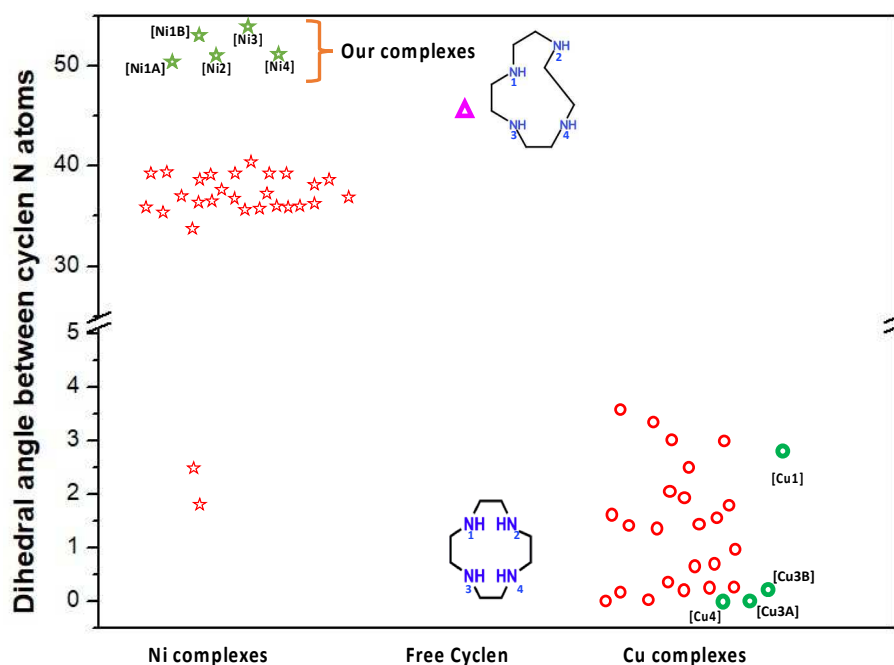 Dihedral angle between cyclen N atoms
50
40
30
5
4
3
2
1
0
[Ni1B]
[Ni3]
[Ni1A]
[Ni2]
[Ni4]
Our complexes
NH
2
NH
1
NH
3
NH
4
NH HN
1 2
NH HN
3 4
[Cu1]
[Cu3B]
[Cu4]
[Cu3A]
Ni complexes Free Cyclen Cu complexes